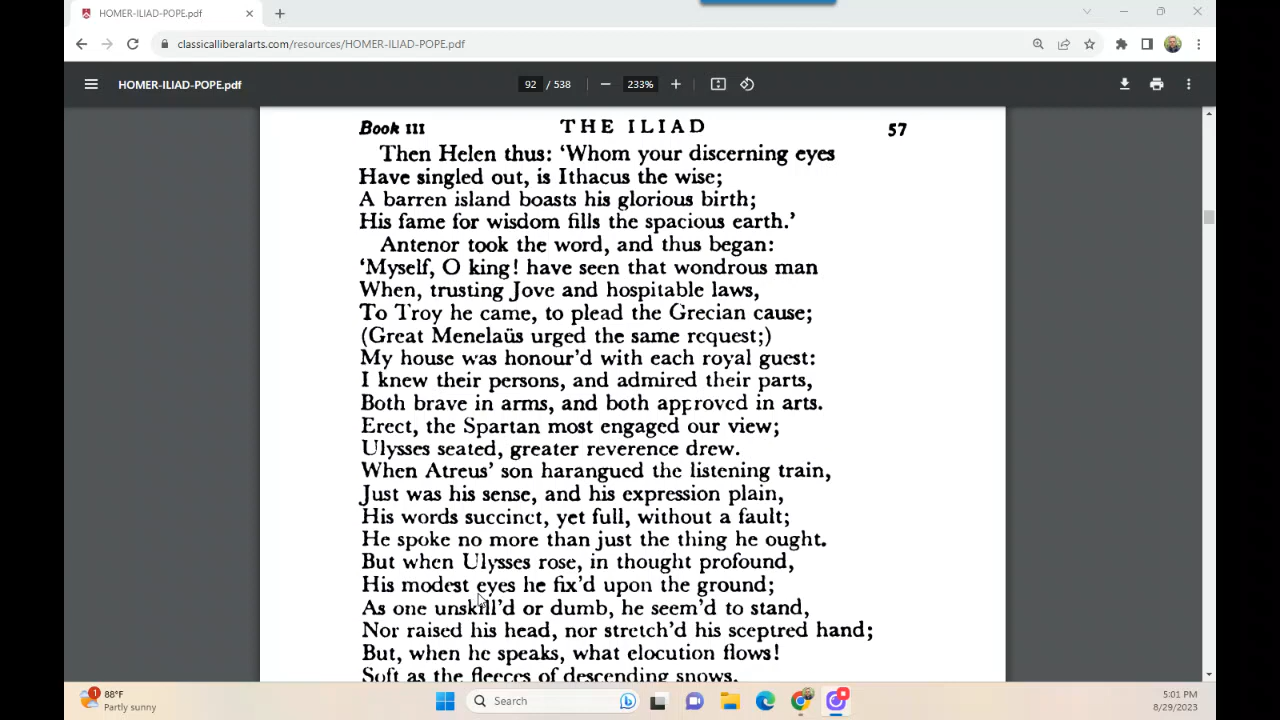 HOMER-ILIAD-POPE.pdf
classicalliberalarts.com/resources/HOMER-ILIAD-POPE.pdf
HOMER-ILIAD-POPE.pdf 92 / 538 233%
Book III THE ILIAD 57
Then Helen thus: ‘Whom your discerning eyes
Have singled out, is Ithacus the wise;
A barren island boasts his glorious birth;
His fame for wisdom fills the spacious earth.’
Antenor took the word, and thus began:
‘Myself, O king! have seen that wondrous man
When, trusting Jove and hospitable laws,
To Troy he came, to plead the Grecian cause;
(Great Menelaüs urged the same request;)
My house was honour’d with each royal guest:
I knew their persons, and admired their parts,
Both brave in arms, and both approved in arts.
Erect, the Spartan most engaged our view;
Ulysses seated, greater reverence drew.
When Atreus’ son harangued the listening train,
Just was his sense, and his expression plain,
His words succinct, yet full, without a fault;
He spoke no more than just the thing he ought.
But when Ulysses rose, in thought profound,
His modest eyes he fix’d upon the ground;
As one unskill’d or dumb, he seem’d to stand,
Nor raised his head, nor stretch’d his sceptred hand;
But, when he speaks, what elocution flows!
Soft as the fleeces of descending snows,
1
88°F
Partly sunny
Search
5:01 PM
8/29/2023